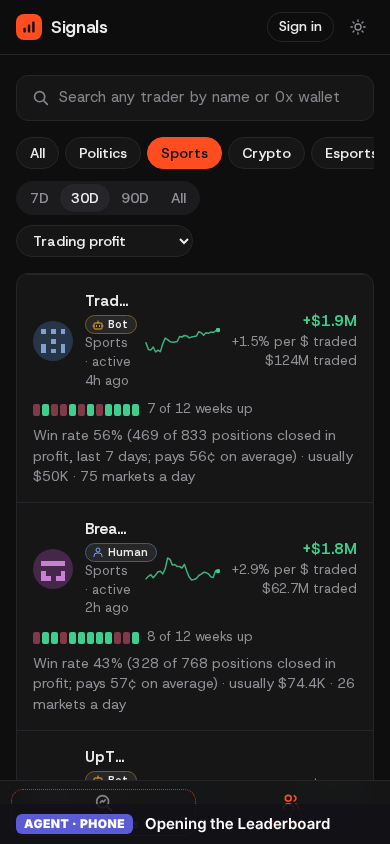 Signals
Sign in
Search any trader by name or 0x wallet
All Politics Sports Crypto Esports
7D 30D 90D All
Trading profit
Trad…
Bot
Sports
· active
4h ago
+$1.9M
+1.5% per $ traded
$124M traded
7 of 12 weeks up
Win rate 56% (469 of 833 positions closed in
profit, last 7 days; pays 56¢ on average) · usually
$50K · 75 markets a day
Brea…
Human
Sports
· active
2h ago
+$1.8M
+2.9% per $ traded
$62.7M traded
8 of 12 weeks up
Win rate 43% (328 of 768 positions closed in
profit; pays 57¢ on average) · usually $74.4K · 26
markets a day
UpT…
Bot
AGENT · PHONE Opening the Leaderboard